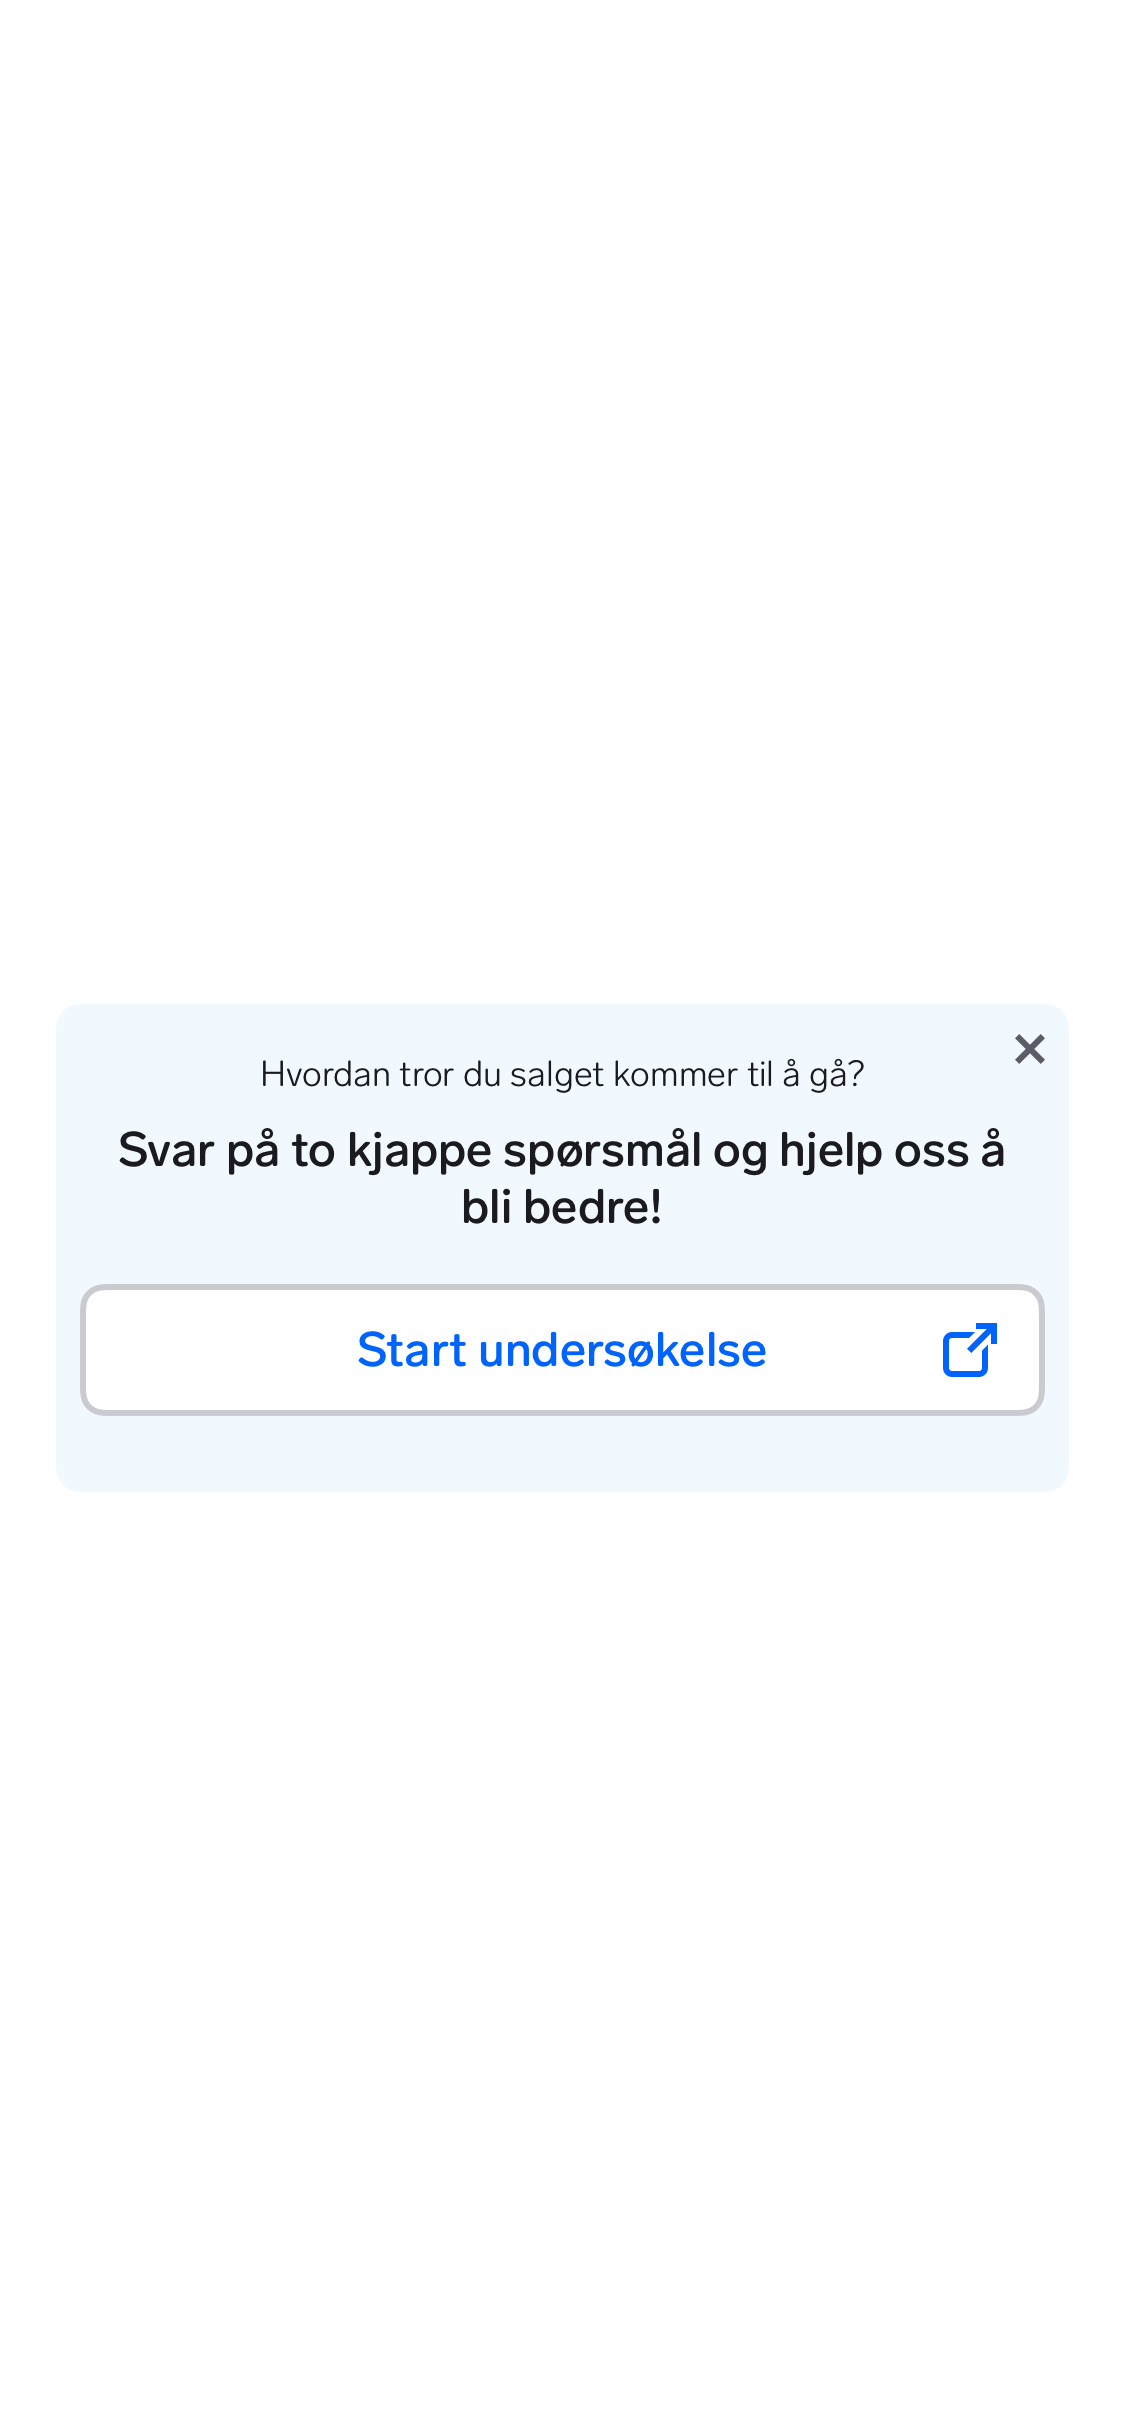 Hvordan tror du salget kommer til å gå?
Svar på to kjappe spørsmål og hjelp oss å
bli bedre!
Start undersøkelse